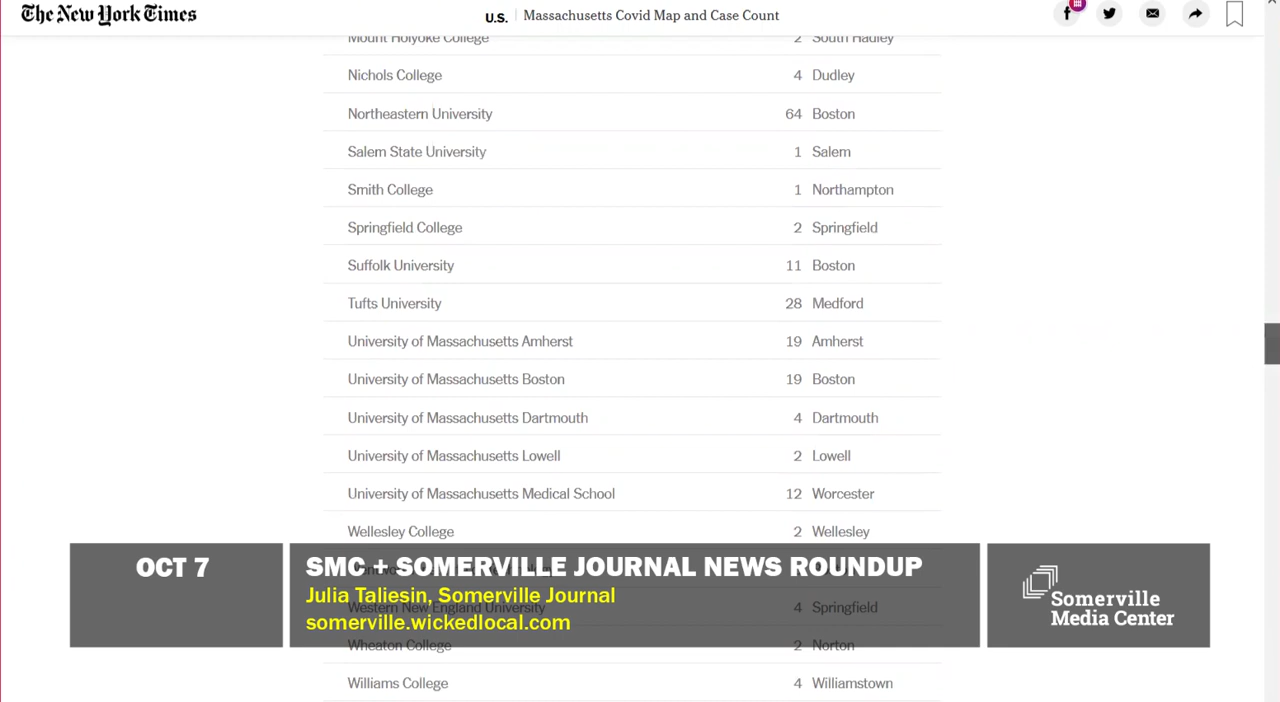 The New York Times
U.S. Massachusetts Covid Map and Case Count
Mount Holyoke College 2 South Hadley
Nichols College 4 Dudley
Northeastern University 64 Boston
Salem State University 1 Salem
Smith College 1 Northampton
Springfield College 2 Springfield
Suffolk University 11 Boston
Tufts University 28 Medford
University of Massachusetts Amherst 19 Amherst
University of Massachusetts Boston 19 Boston
University of Massachusetts Dartmouth 4 Dartmouth
University of Massachusetts Lowell 2 Lowell
University of Massachusetts Medical School 12 Worcester
Wellesley College 2 Wellesley
OCT 7
SMC + SOMERVILLE JOURNAL NEWS ROUNDUP
Julia Taliesin, Somerville Journal
somerville.wickedlocal.com
Somerville
Media Center
Western New England University 4 Springfield
Wheaton College 2 Norton
Williams College 4 Williamstown